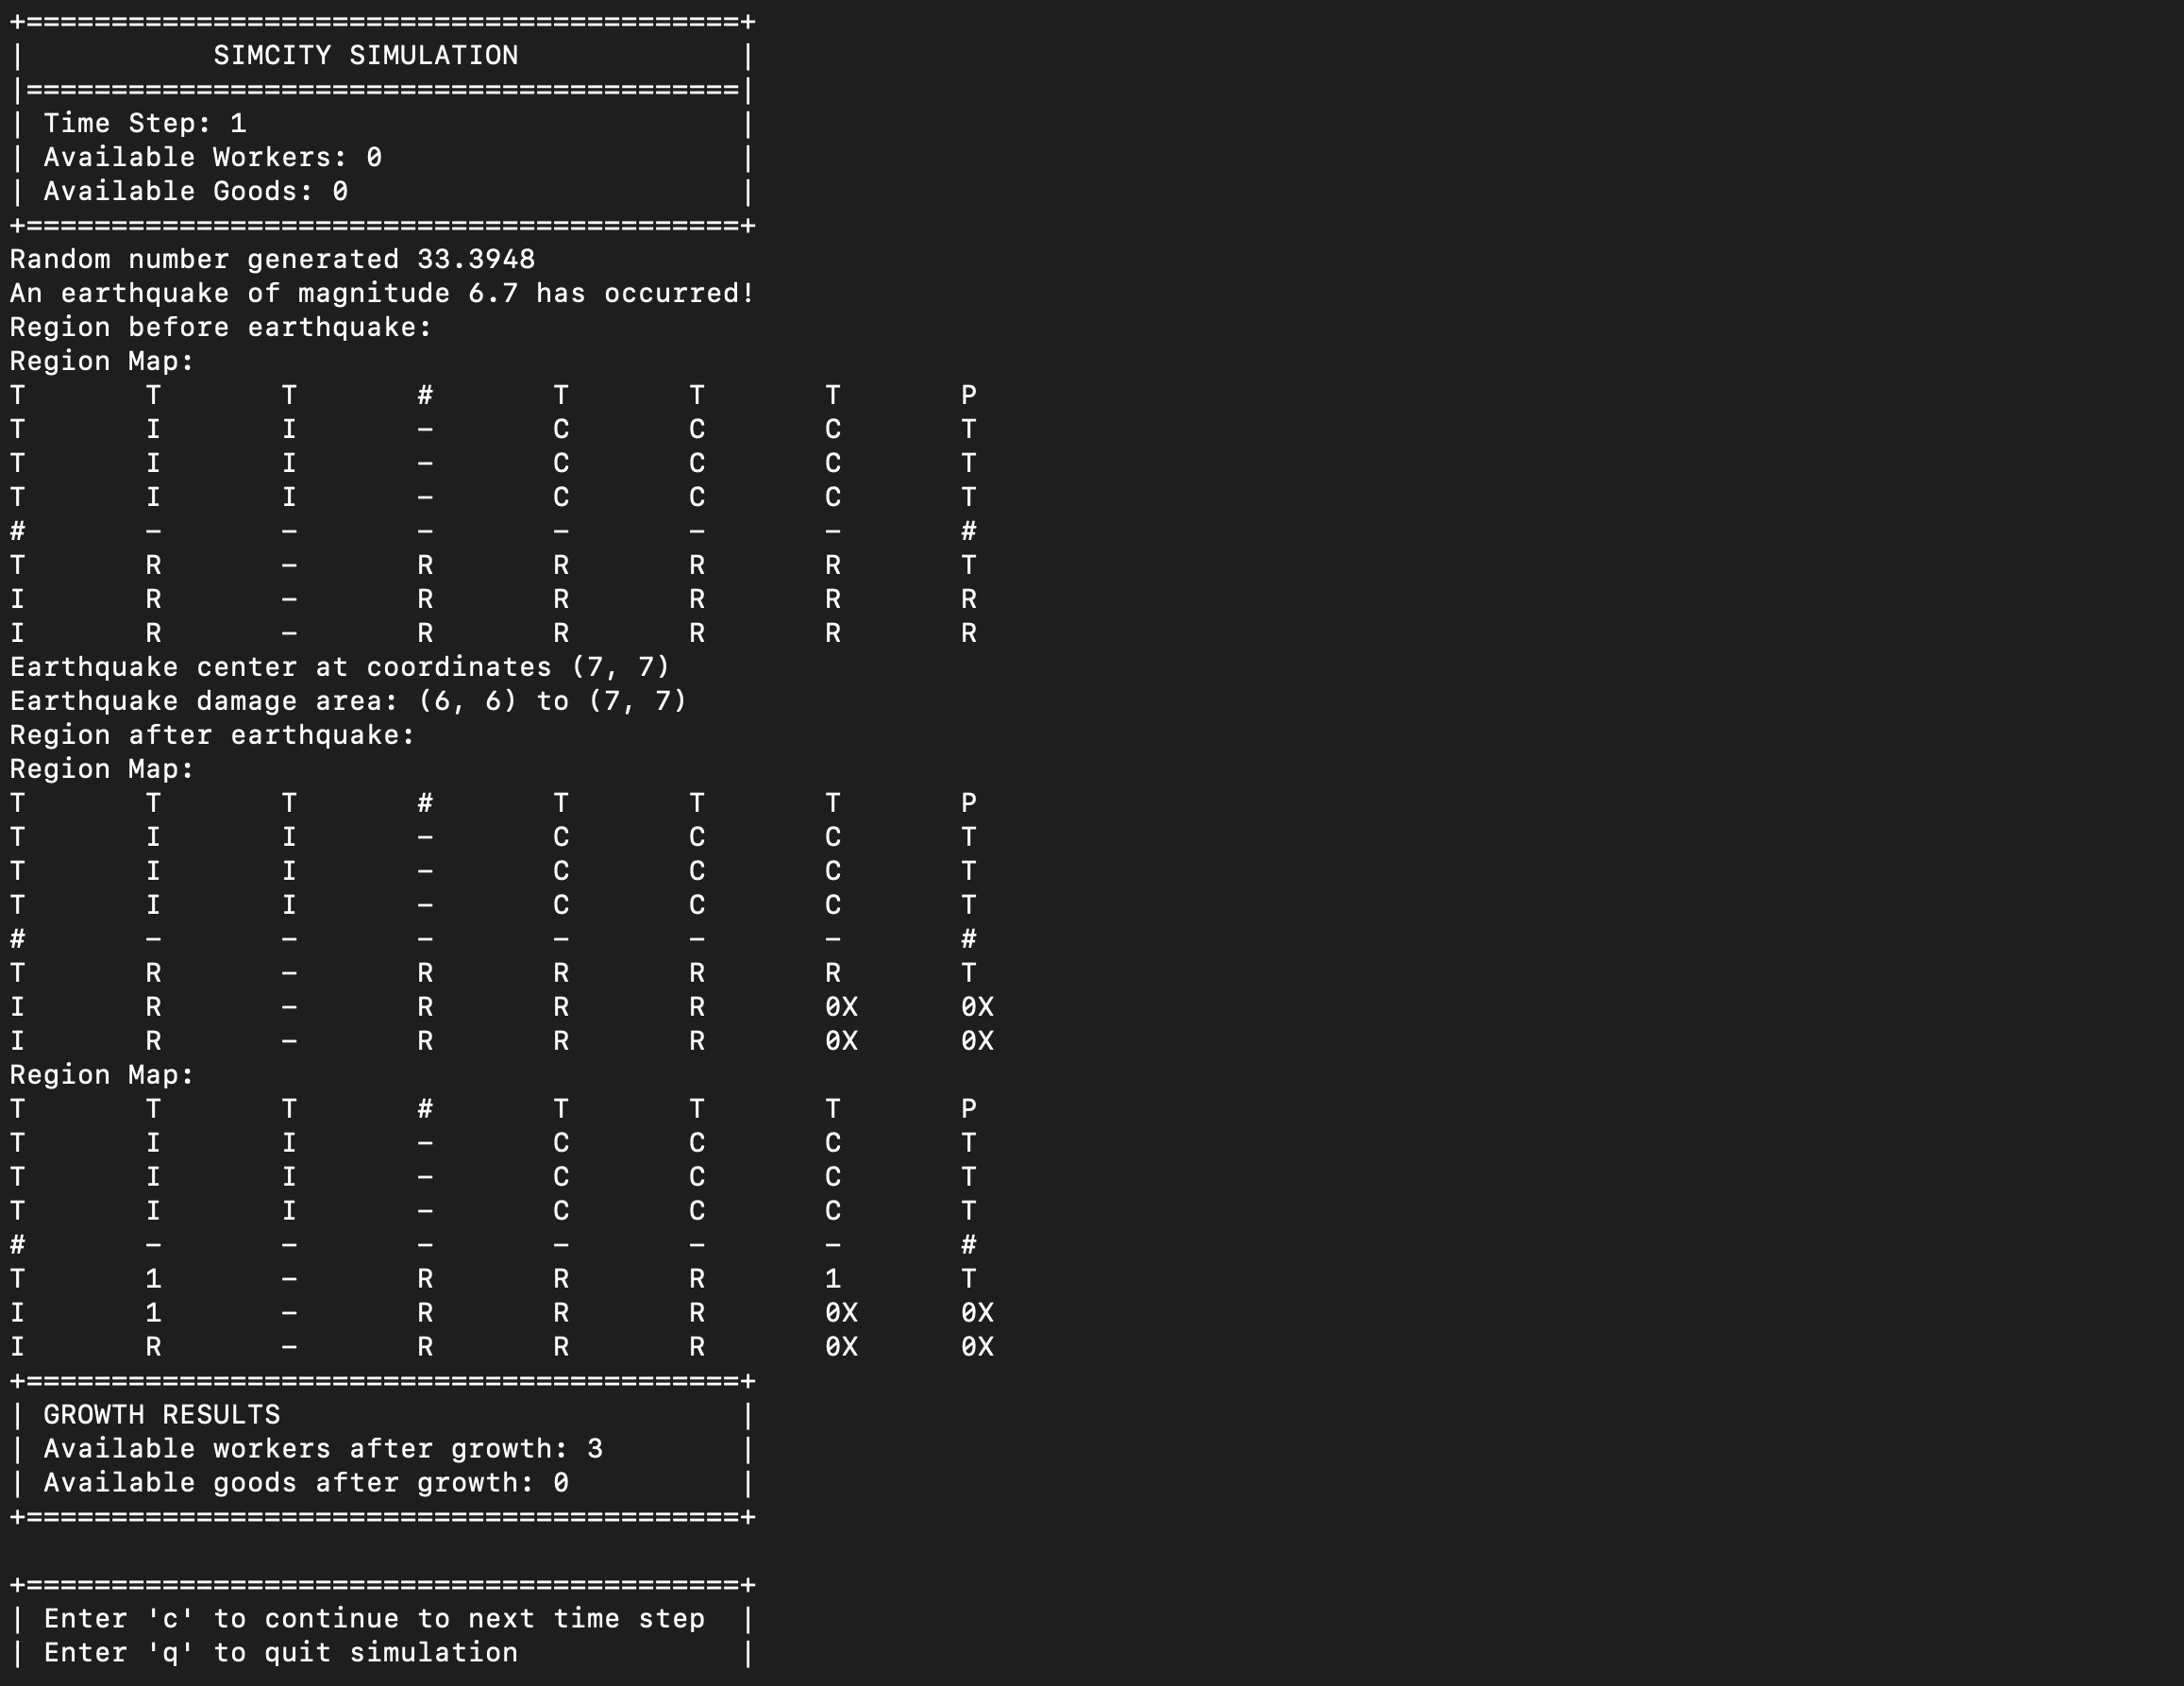 +==========================================+
|           SIMCITY SIMULATION             |
|==========================================|
| Time Step: 1                             |
| Available Workers: 0                     |
| Available Goods: 0                       |
+==========================================+
Random number generated 33.3948
An earthquake of magnitude 6.7 has occurred!
Region before earthquake:
Region Map:
T       T       T       #       T       T       T       P
T       I       I       -       C       C       C       T
T       I       I       -       C       C       C       T
T       I       I       -       C       C       C       T
#       -       -       -       -       -       -       #
T       R       -       R       R       R       R       T
I       R       -       R       R       R       R       R
I       R       -       R       R       R       R       R
Earthquake center at coordinates (7, 7)
Earthquake damage area: (6, 6) to (7, 7)
Region after earthquake:
Region Map:
T       T       T       #       T       T       T       P
T       I       I       -       C       C       C       T
T       I       I       -       C       C       C       T
T       I       I       -       C       C       C       T
#       -       -       -       -       -       -       #
T       R       -       R       R       R       R       T
I       R       -       R       R       R       0X      0X
I       R       -       R       R       R       0X      0X
Region Map:
T       T       T       #       T       T       T       P
T       I       I       -       C       C       C       T
T       I       I       -       C       C       C       T
T       I       I       -       C       C       C       T
#       -       -       -       -       -       -       #
T       1       -       R       R       R       1       T
I       1       -       R       R       R       0X      0X
I       R       -       R       R       R       0X      0X
+==========================================+
| GROWTH RESULTS                           |
| Available workers after growth: 3        |
| Available goods after growth: 0          |
+==========================================+

+==========================================+
| Enter 'c' to continue to next time step  |
| Enter 'q' to quit simulation             |